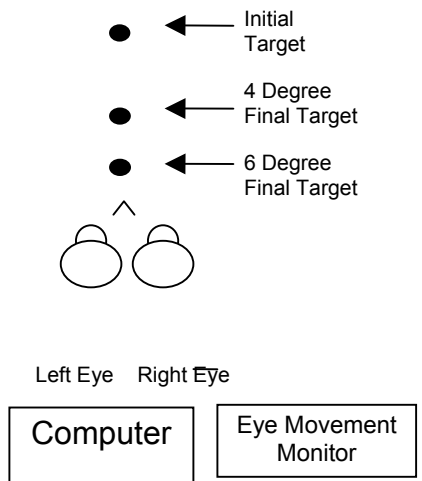 Initial
Target
4 Degree
Final Target
6 Degree
Final Target
Left Eye Right Eye
Computer
Eye Movement
Monitor